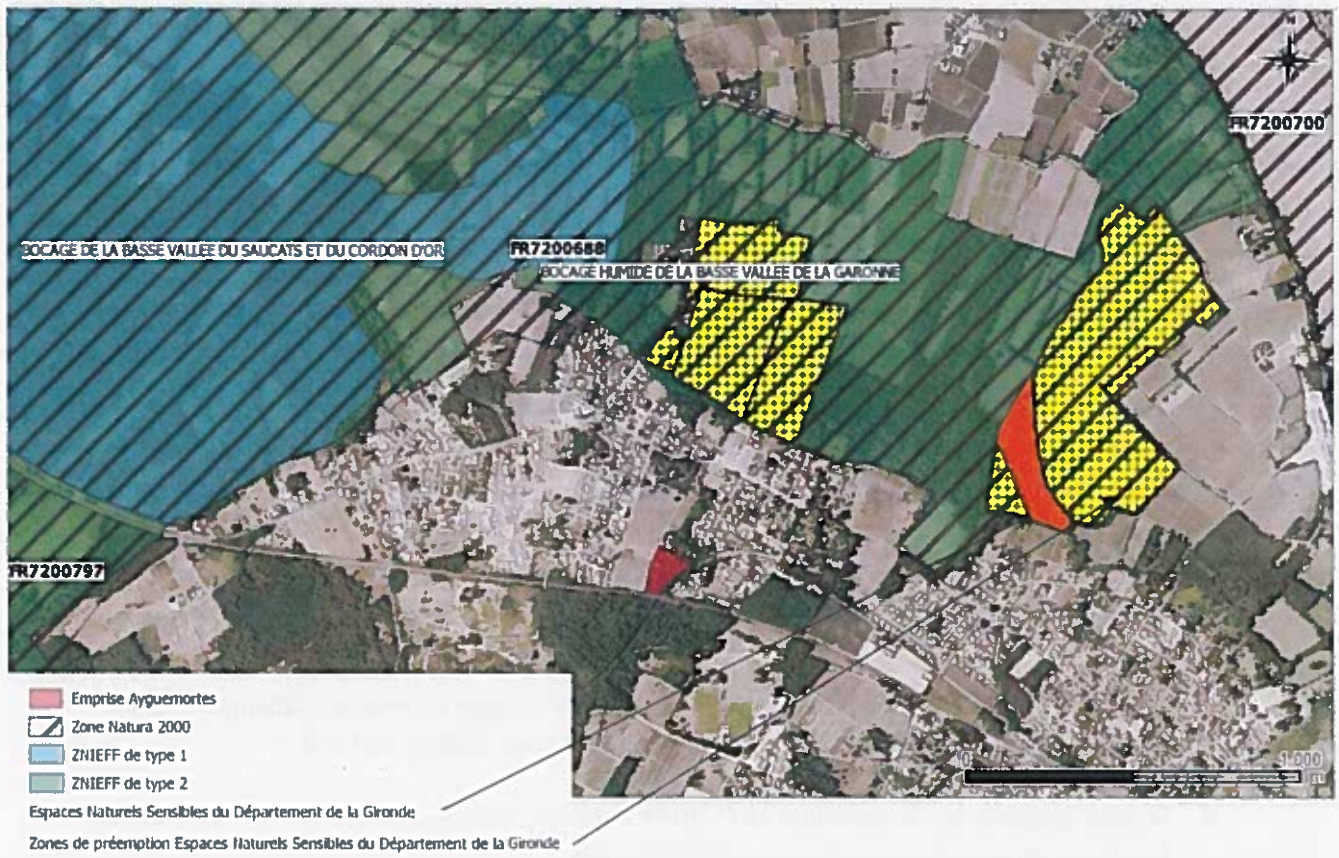 N
FR7200700
BOCAGE DE LA BASSE VALLEE DU SAUCATS ET DU CORDON D'OR
FR7200688
BOCAGE HUMIDE DE LA BASSE VALLEE DE LA GARONNE
FR7200797
Emprise Ayguemortes
Zone Natura 2000
ZNIEFF de type 1
ZNIEFF de type 2
Espaces Naturels Sensibles du Département de la Gironde
Zones de préemption Espaces Naturels Sensibles du Département de la Gironde
0 1 000
m